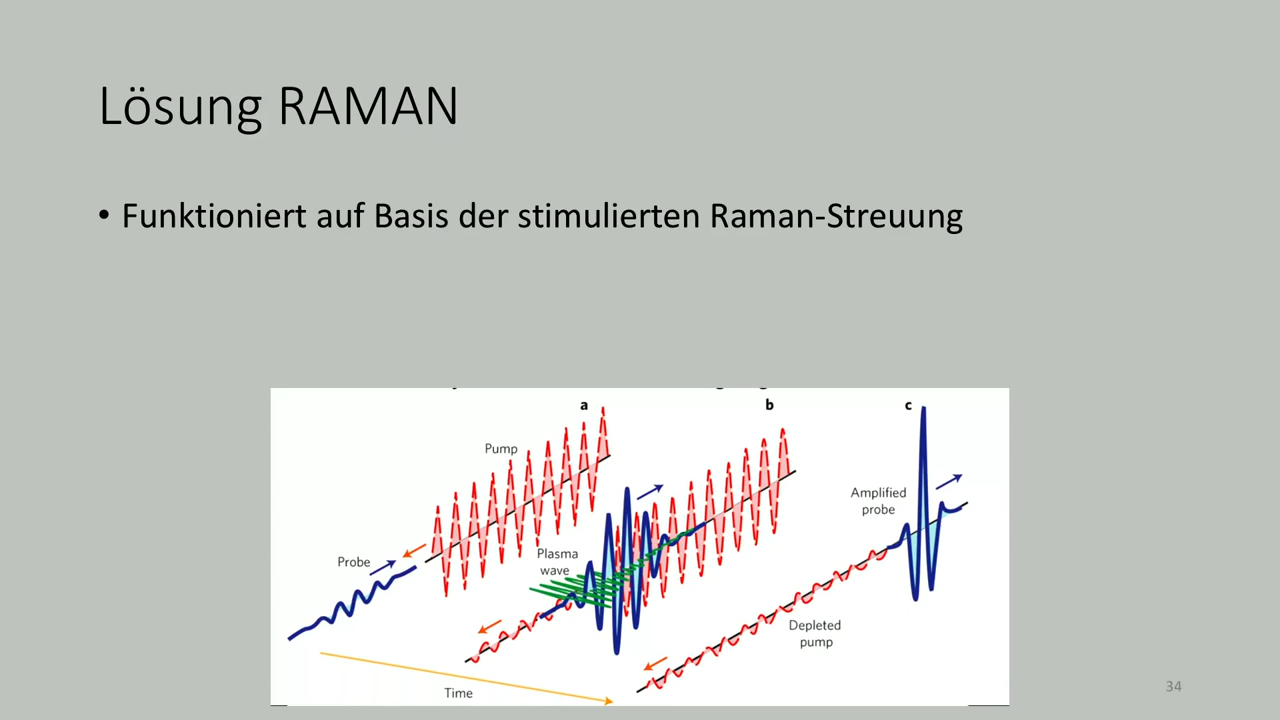 Lösung RAMAN
• Funktioniert auf Basis der stimulierten Raman-Streuung
a
b
c
Pump
Probe
Plasma
wave
Amplified
probe
Depleted
pump
Time
34